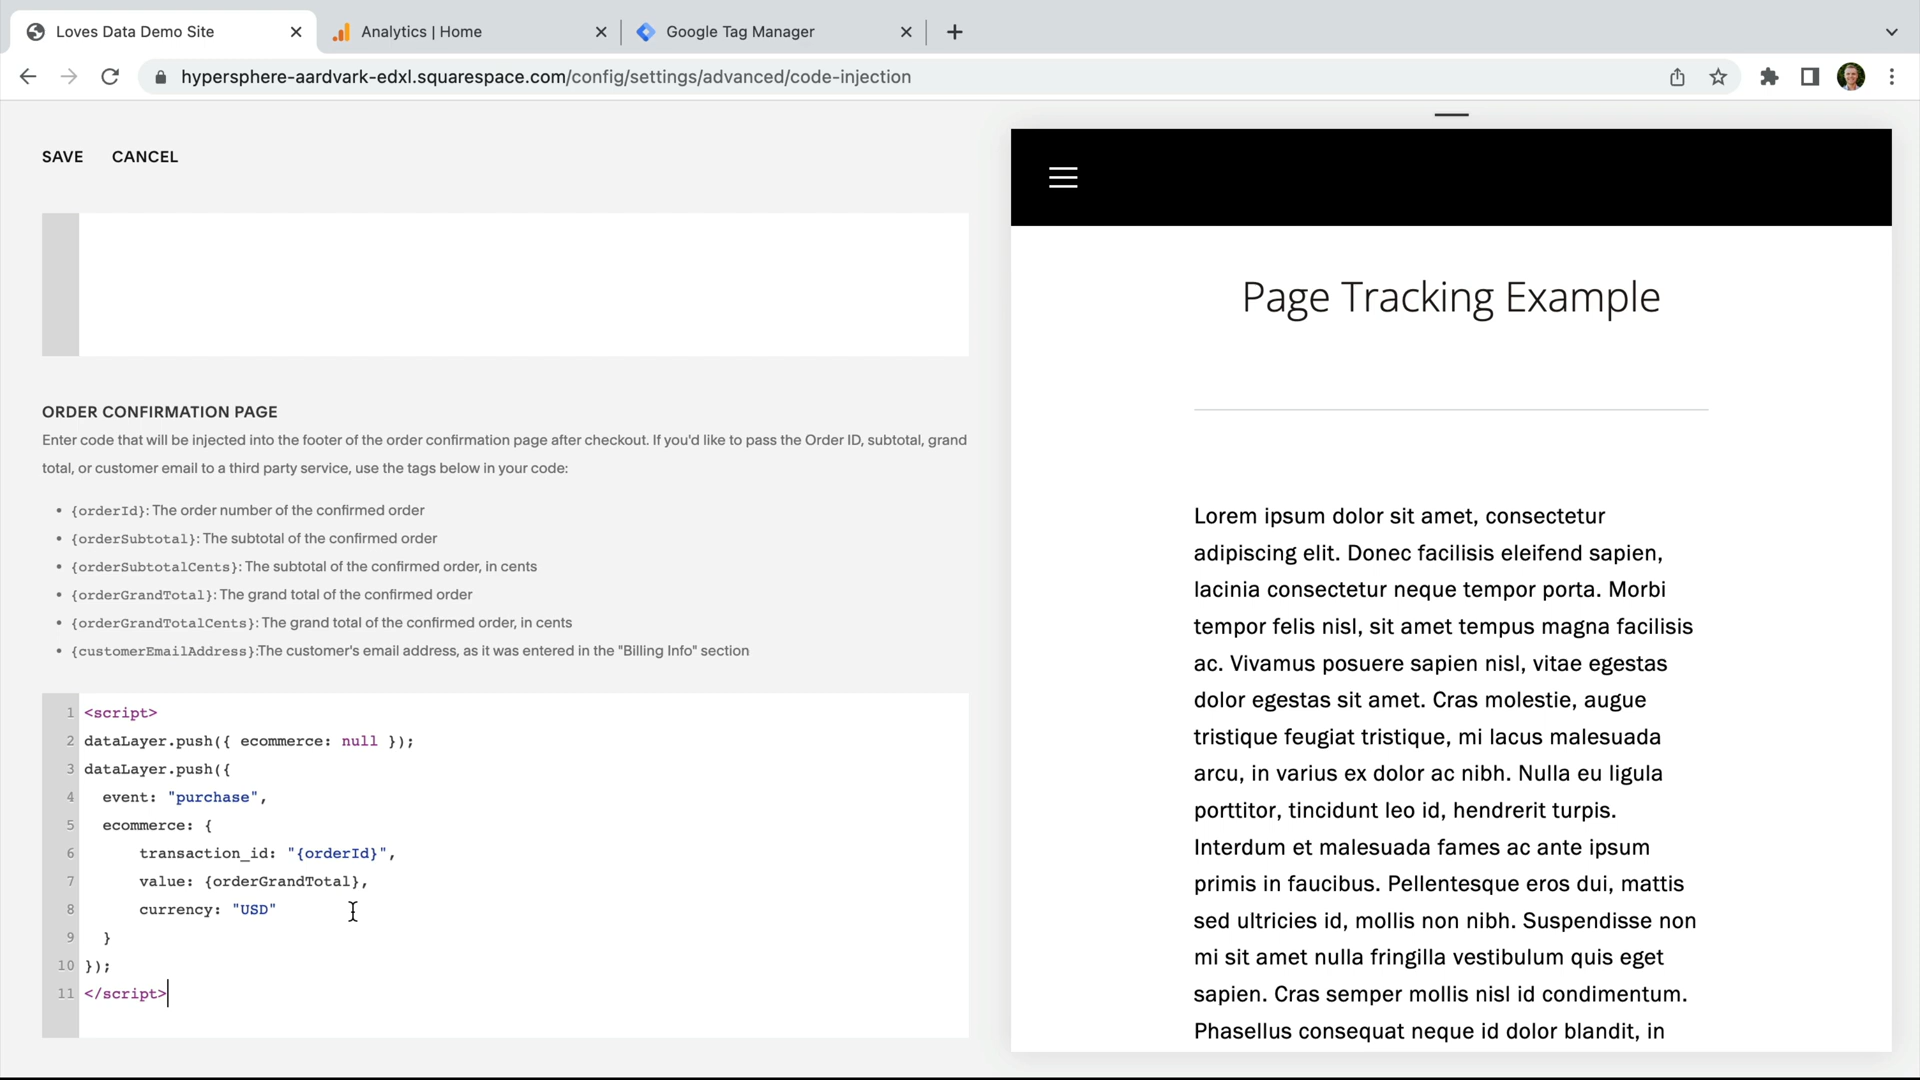 Loves Data Demo Site
Analytics | Home
Google Tag Manager
hypersphere-aardvark-edxl.squarespace.com/config/settings/advanced/code-injection
SAVE CANCEL
ORDER CONFIRMATION PAGE
Enter code that will be injected into the footer of the order confirmation page after checkout. If you'd like to pass the Order ID, subtotal, grand
total, or customer email to a third party service, use the tags below in your code:
• {orderId}: The order number of the confirmed order
• {orderSubtotal}: The subtotal of the confirmed order
• {orderSubtotalCents}: The subtotal of the confirmed order, in cents
• {orderGrandTotal}: The grand total of the confirmed order
• {orderGrandTotalCents}: The grand total of the confirmed order, in cents
• {customerEmailAddress}:The customer's email address, as it was entered in the "Billing Info" section
1 <script>
2 dataLayer.push({ ecommerce: null });
3 dataLayer.push({
4 event: "purchase",
5 ecommerce: {
6 transaction_id: "{orderId}",
7 value: {orderGrandTotal},
8 currency: "USD"
9 }
10 });
11 </script>
Page Tracking Example
Lorem ipsum dolor sit amet, consectetur
adipiscing elit. Donec facilisis eleifend sapien,
lacinia consectetur neque tempor porta. Morbi
tempor felis nisl, sit amet tempus magna facilisis
ac. Vivamus posuere sapien nisl, vitae egestas
dolor egestas sit amet. Cras molestie, augue
tristique feugiat tristique, mi lacus malesuada
arcu, in varius ex dolor ac nibh. Nulla eu ligula
porttitor, tincidunt leo id, hendrerit turpis.
Interdum et malesuada fames ac ante ipsum
primis in faucibus. Pellentesque eros dui, mattis
sed ultricies id, mollis non nibh. Suspendisse non
mi sit amet nulla fringilla vestibulum quis eget
sapien. Cras semper mollis nisl id condimentum.
Phasellus consequat neque id dolor blandit, in